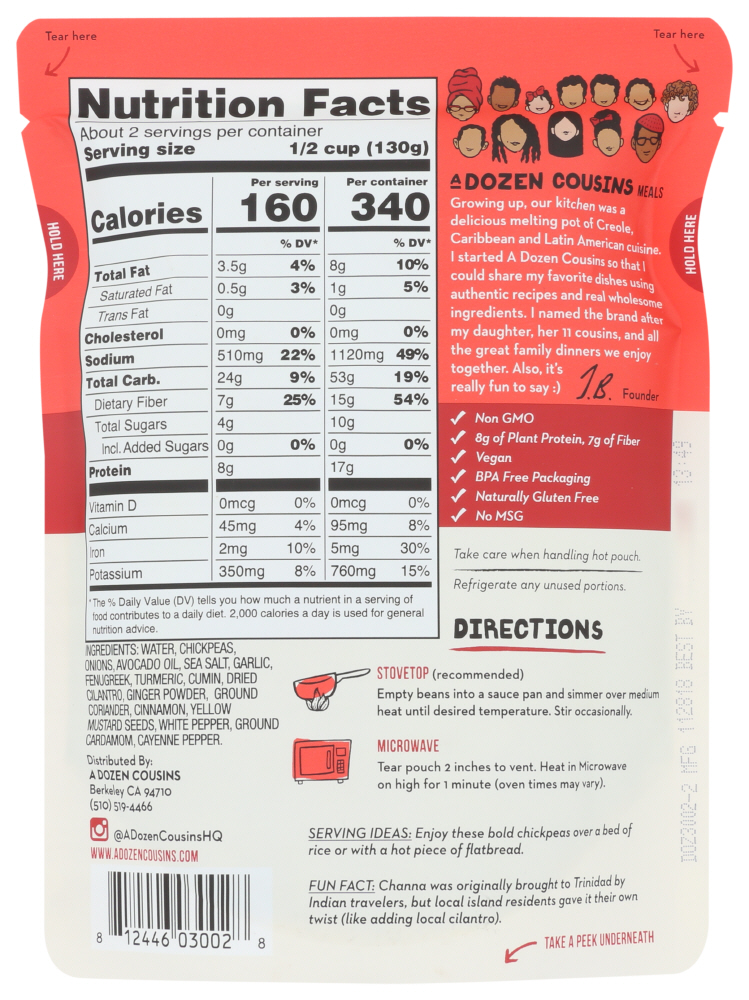 Tear here
Tear here
Nutrition Facts
About 2 servings per container
Serving size 1/2 cup (130g)
Per serving Per container
Calories 160 340
% DV* % DV*
Total Fat 3.5g 4% 8g 10%
Saturated Fat 0.5g 3% 1g 5%
Trans Fat 0g 0g
Cholesterol 0mg 0% 0mg 0%
Sodium 510mg 22% 1120mg 49%
Total Carb. 24g 9% 53g 19%
Dietary Fiber 7g 25% 15g 54%
Total Sugars 4g 10g
Incl. Added Sugars 0g 0% 0g 0%
Protein 8g 17g
Vitamin D 0mcg 0% 0mcg 0%
Calcium 45mg 4% 95mg 8%
Iron 2mg 10% 5mg 30%
Potassium 350mg 8% 760mg 15%
*The % Daily Value (DV) tells you how much a nutrient in a serving of
food contributes to a daily diet. 2,000 calories a day is used for general
nutrition advice.
HOLD HERE
HOLD HERE
A DOZEN COUSINS MEALS
Growing up, our kitchen was a
delicious melting pot of Creole,
Caribbean and Latin American cuisine.
I started A Dozen Cousins so that I
could share my favorite dishes using
authentic recipes and real wholesome
ingredients. I named the brand after
my daughter, her 11 cousins, and all
the great family dinners we enjoy
together. Also, it's
really fun to say :) J.B. Founder
Non GMO
8g of Plant Protein, 7g of Fiber
Vegan
BPA Free Packaging
Naturally Gluten Free
No MSG
Take care when handling hot pouch.
Refrigerate any unused portions.
INGREDIENTS: WATER, CHICKPEAS,
ONIONS, AVOCADO OIL, SEA SALT, GARLIC,
FENUGREEK, TURMERIC, CUMIN, DRIED
CILANTRO, GINGER POWDER, GROUND
CORIANDER, CINNAMON, YELLOW
MUSTARD SEEDS, WHITE PEPPER, GROUND
CARDAMOM, CAYENNE PEPPER.
Distributed By:
A DOZEN COUSINS
Berkeley CA 94710
(510) 519-4466
@ADozenCousinsHQ
WWW.ADOZENCOUSINS.COM
8 12446 03002 8
DIRECTIONS
STOVETOP (recommended)
Empty beans into a sauce pan and simmer over medium
heat until desired temperature. Stir occasionally.
MICROWAVE
Tear pouch 2 inches to vent. Heat in Microwave
on high for 1 minute (oven times may vary).
SERVING IDEAS: Enjoy these bold chickpeas over a bed of
rice or with a hot piece of flatbread.
FUN FACT: Channa was originally brought to Trinidad by
Indian travelers, but local island residents gave it their own
twist (like adding local cilantro).
TAKE A PEEK UNDERNEATH
DOZ3002-2 MFG 112818 BEST BY
13:49